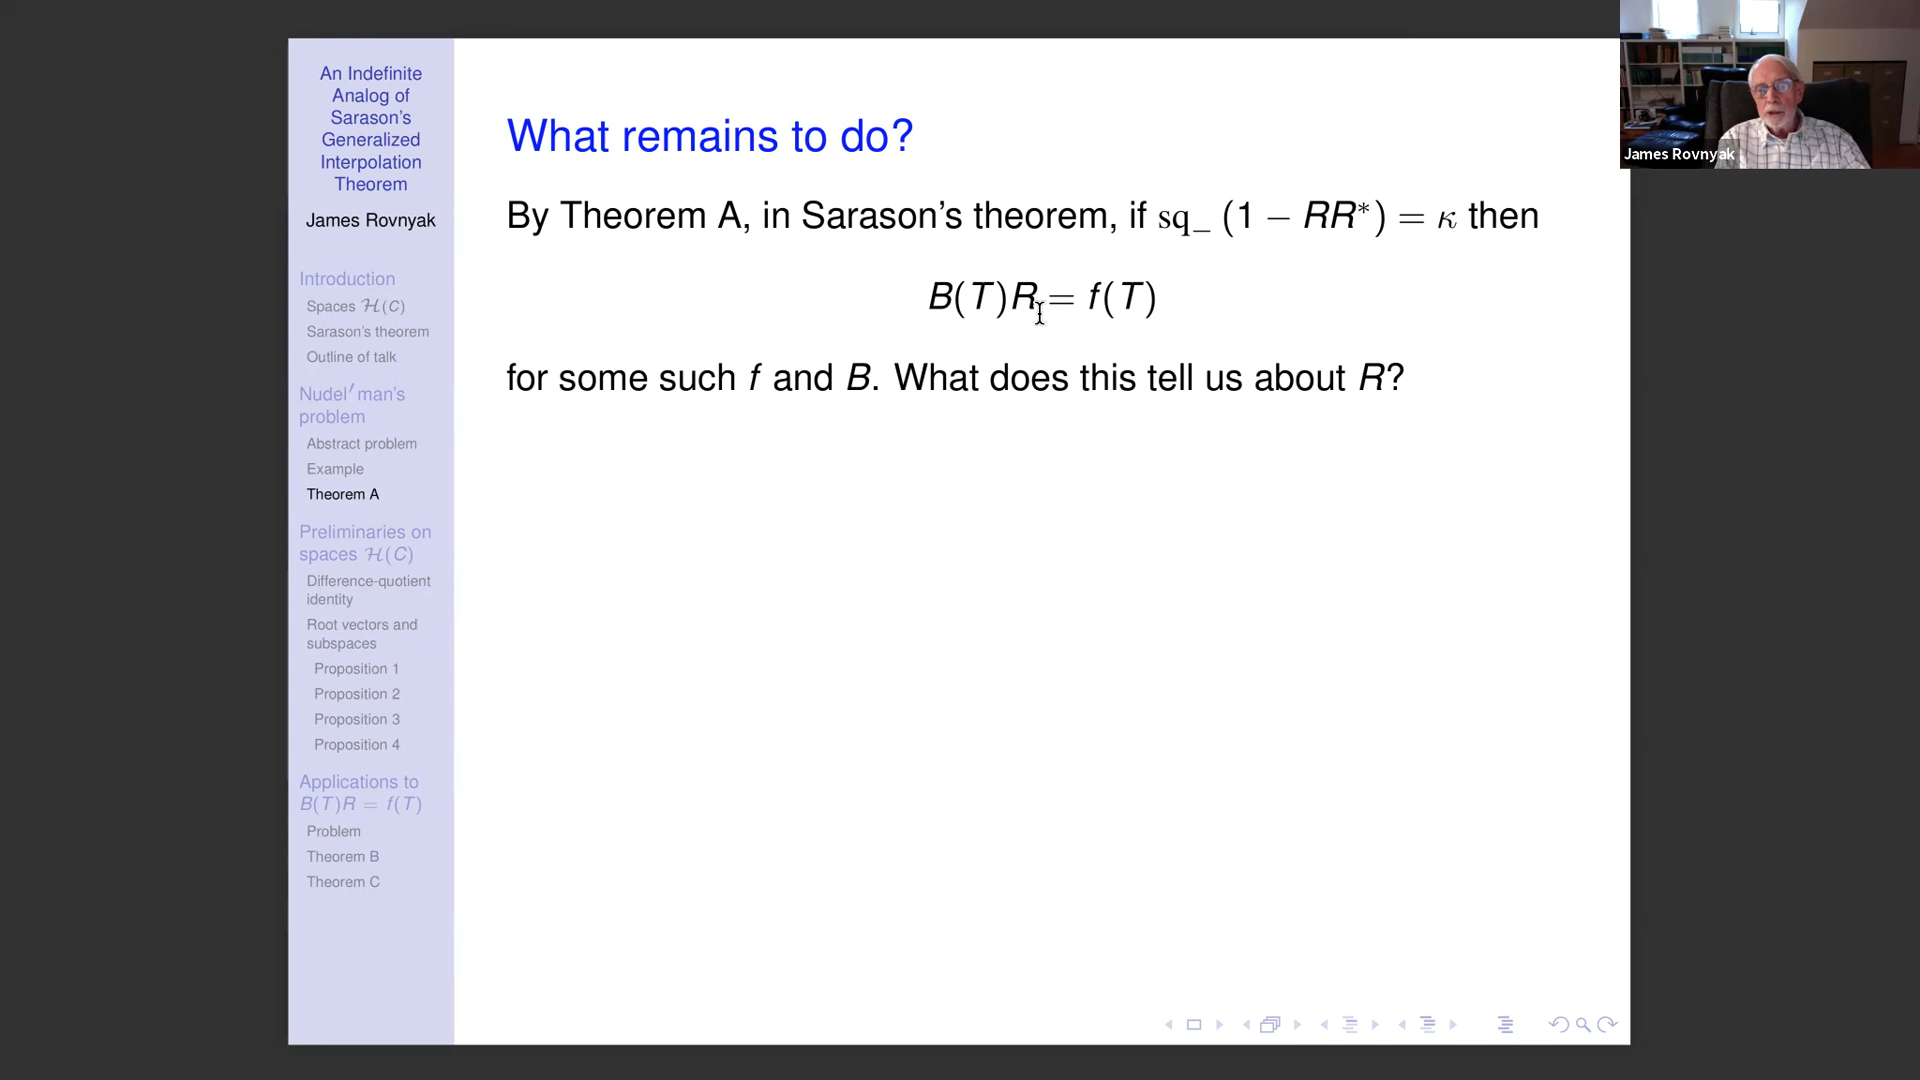 An Indefinite
Analog of
Sarason's
Generalized
Interpolation
Theorem
James Rovnyak
Introduction
Spaces ℋ(C)
Sarason's theorem
Outline of talk
Nudel′man's
problem
Abstract problem
Example
Theorem A
Preliminaries on
spaces ℋ(C)
Difference-quotient
identity
Root vectors and
subspaces
Proposition 1
Proposition 2
Proposition 3
Proposition 4
Applications to
B(T)R = f(T)
Problem
Theorem B
Theorem C
What remains to do?
By Theorem A, in Sarason's theorem, if sq_ (1 − RR*) = κ then
B(T)R = f(T)
for some such f and B. What does this tell us about R?
James Rovnyak